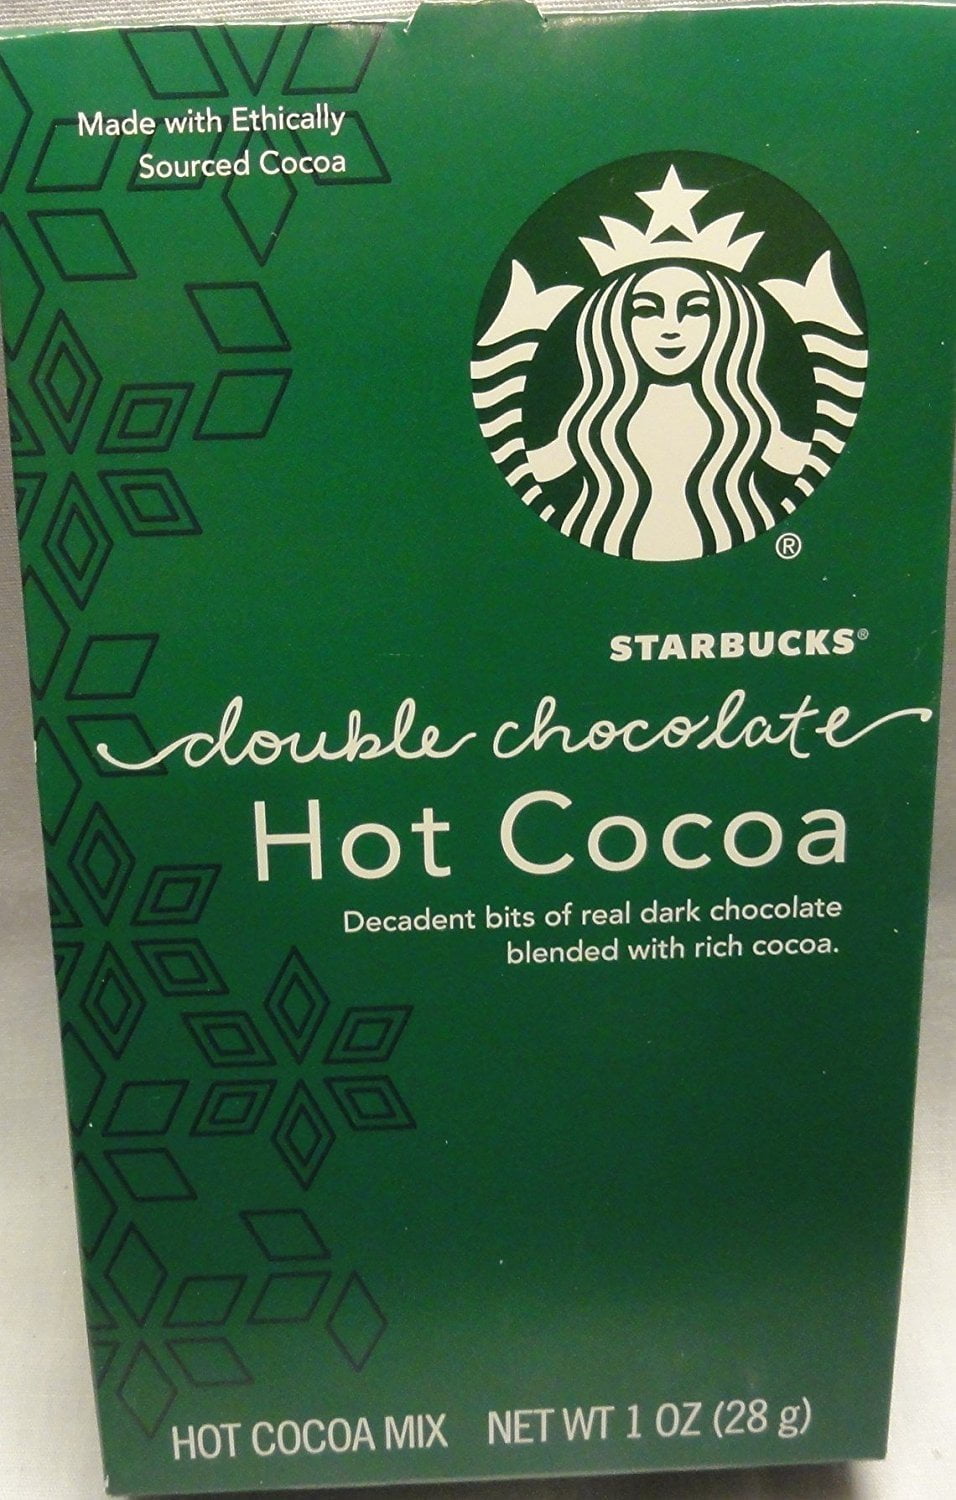 Made with Ethically
Sourced Cocoa
®
STARBUCKS®
double chocolate
Hot Cocoa
Decadent bits of real dark chocolate
blended with rich cocoa.
HOT COCOA MIX NET WT 1 OZ (28 g)